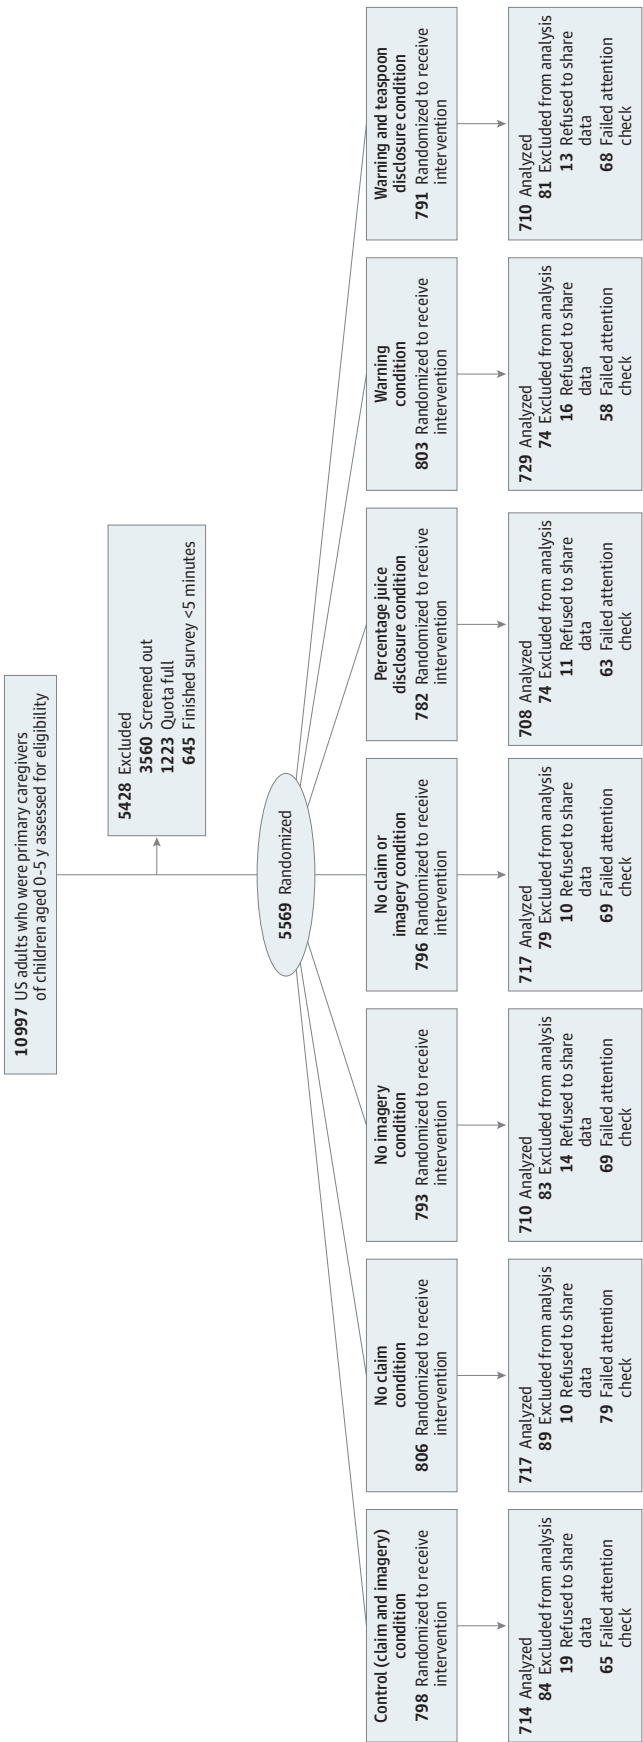 10997 US adults who were primary caregivers
of children aged 0-5 y assessed for eligibility
5428 Excluded
3560 Screened out
1223 Quota full
645 Finished survey <5 minutes
5569 Randomized
Control (claim and imagery)
condition
798 Randomized to receive
intervention
No claim
condition
806 Randomized to receive
intervention
No imagery
condition
793 Randomized to receive
intervention
No claim or
imagery condition
796 Randomized to receive
intervention
Percentage juice
disclosure condition
782 Randomized to receive
intervention
Warning
condition
803 Randomized to receive
intervention
Warning and teaspoon
disclosure condition
791 Randomized to receive
intervention
714 Analyzed
84 Excluded from analysis
19 Refused to share
data
65 Failed attention
check
717 Analyzed
89 Excluded from analysis
10 Refused to share
data
79 Failed attention
check
710 Analyzed
83 Excluded from analysis
14 Refused to share
data
69 Failed attention
check
717 Analyzed
79 Excluded from analysis
10 Refused to share
data
69 Failed attention
check
708 Analyzed
74 Excluded from analysis
11 Refused to share
data
63 Failed attention
check
729 Analyzed
74 Excluded from analysis
16 Refused to share
data
58 Failed attention
check
710 Analyzed
81 Excluded from analysis
13 Refused to share
data
68 Failed attention
check